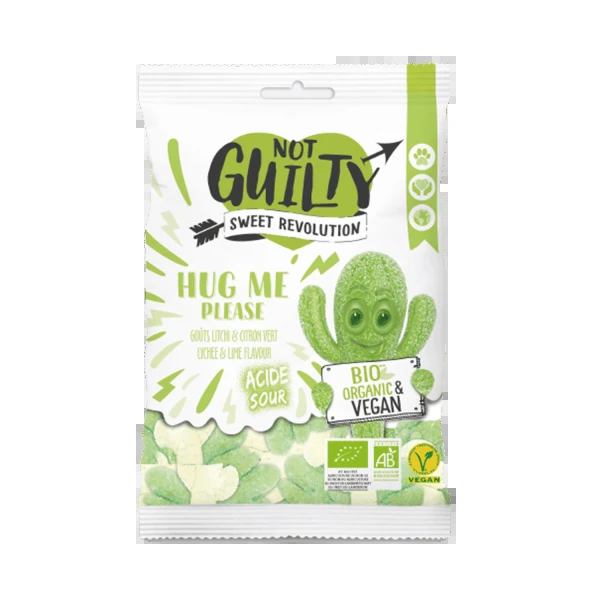 NOT
GUILTY
SWEET REVOLUTION
HUG ME
PLEASE
GOÛTS LITCHI & CITRON VERT
LYCHEE & LIME FLAVOUR
ACIDE
SOUR
BIO
ORGANIC &
VEGAN
AB
VEGAN